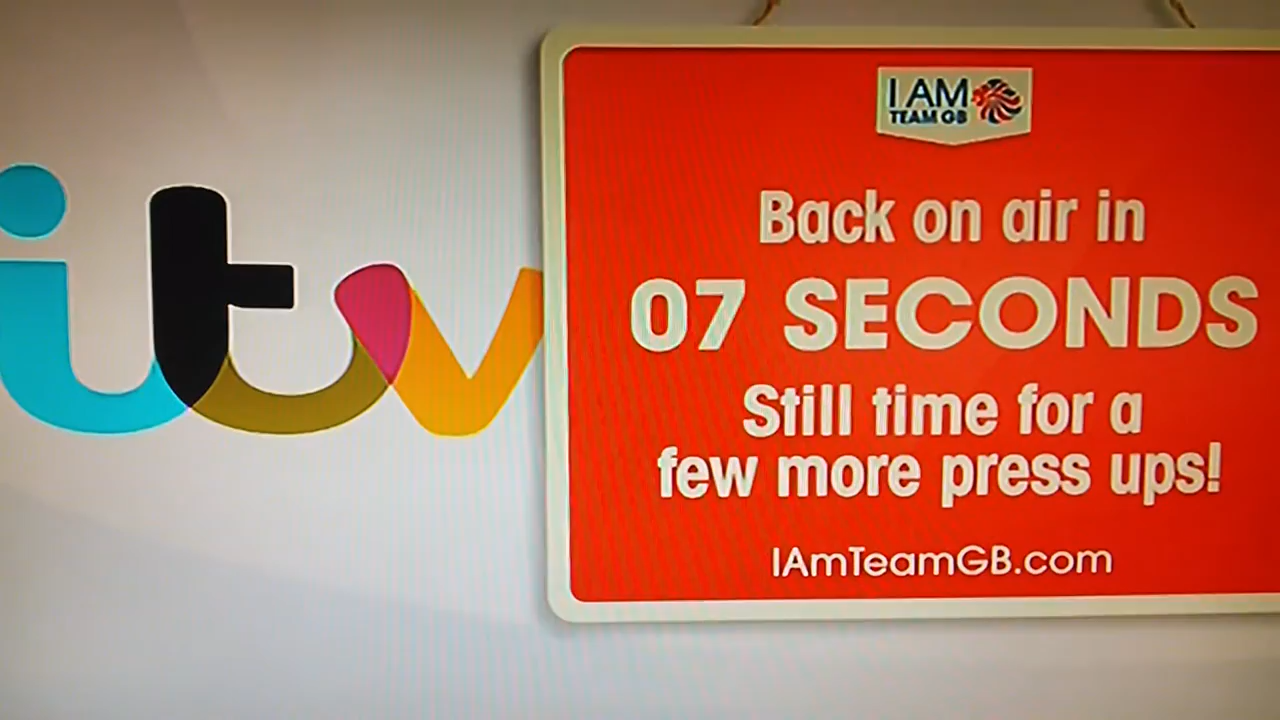 itv
I AM
TEAM GB
Back on air in
07 SECONDS
Still time for a
few more press ups!
IAmTeamGB.com